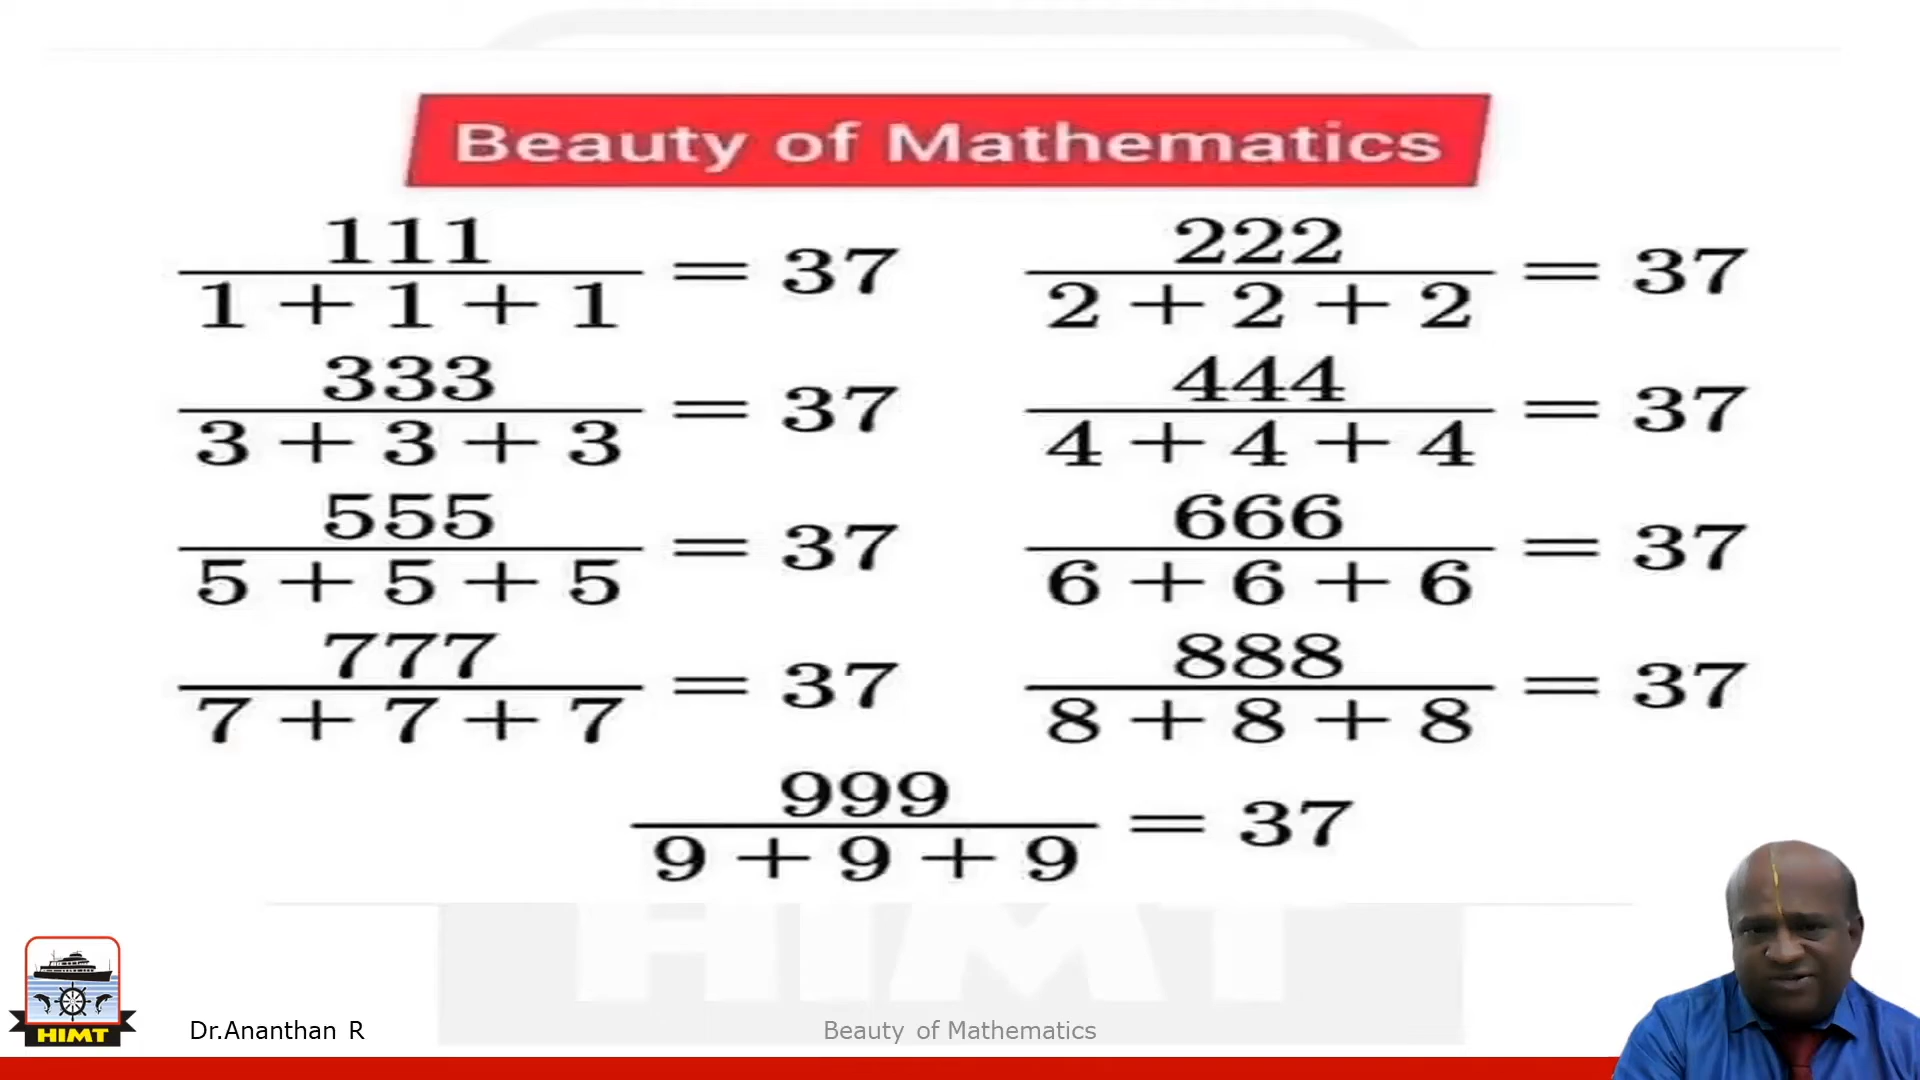 Beauty of Mathematics
111
1 + 1 + 1 = 37
222
2 + 2 + 2 = 37
333
3 + 3 + 3 = 37
444
4 + 4 + 4 = 37
555
5 + 5 + 5 = 37
666
6 + 6 + 6 = 37
777
7 + 7 + 7 = 37
888
8 + 8 + 8 = 37
999
9 + 9 + 9 = 37
HIMT
HIMT
Dr.Ananthan R
Beauty of Mathematics